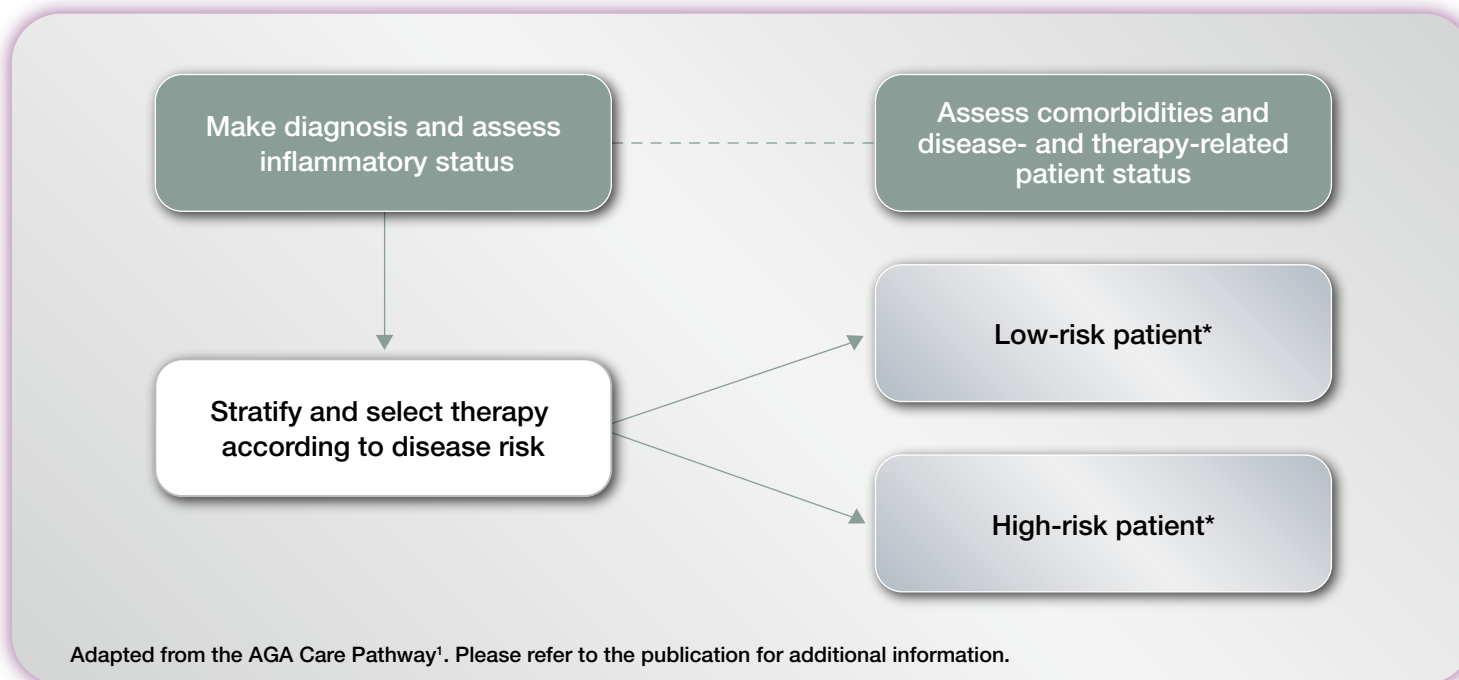 Make diagnosis and assess
inflammatory status
Assess comorbidities and
disease- and therapy-related
patient status
Stratify and select therapy
according to disease risk
Low-risk patient*
High-risk patient*
Adapted from the AGA Care Pathway¹. Please refer to the publication for additional information.